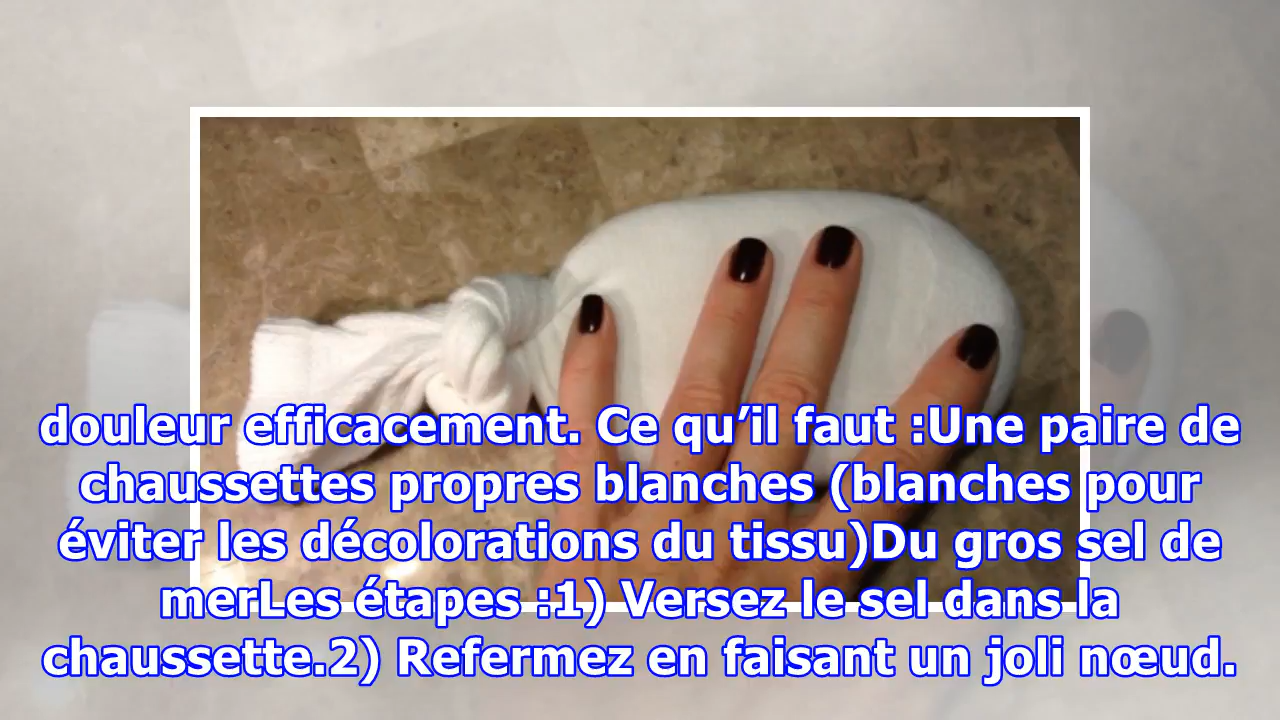 douleur efficacement. Ce qu’il faut :Une paire de
chaussettes propres blanches (blanches pour
éviter les décolorations du tissu)Du gros sel de
merLes étapes :1) Versez le sel dans la
chaussette.2) Refermez en faisant un joli nœud.